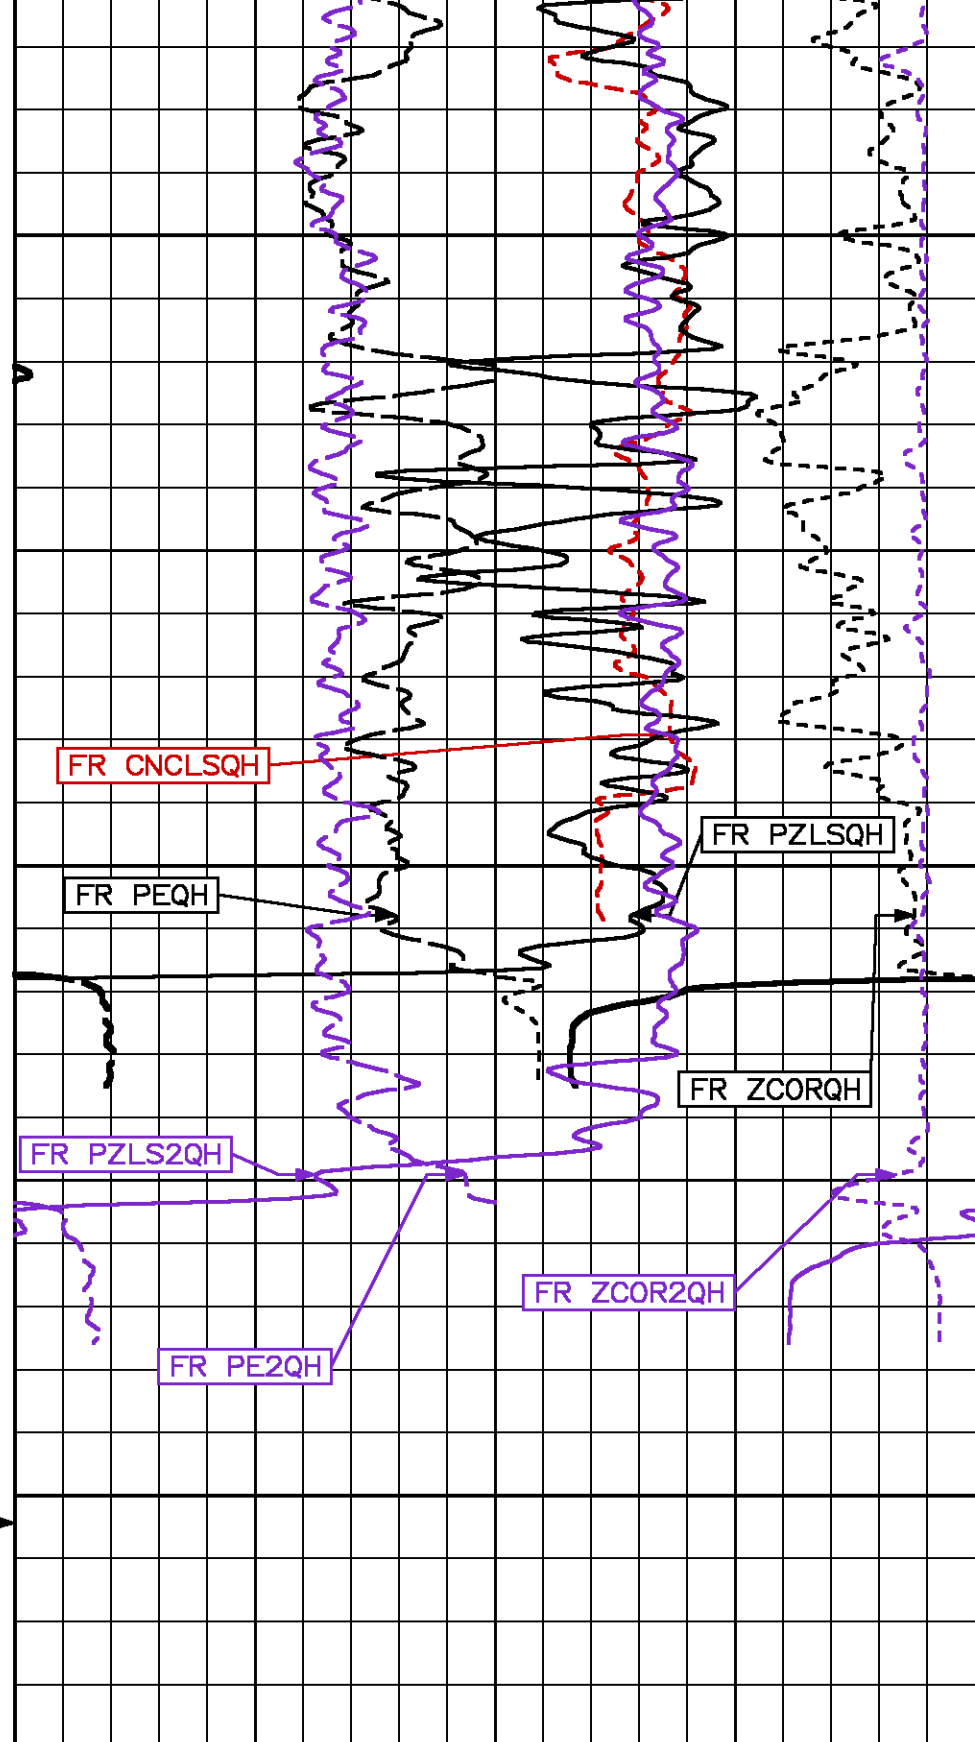 FR CNCLSQH
FR PZLSQH
FR PEQH
FR ZCORQH
FR PZLS2QH
FR ZCOR2QH
FR PE2QH